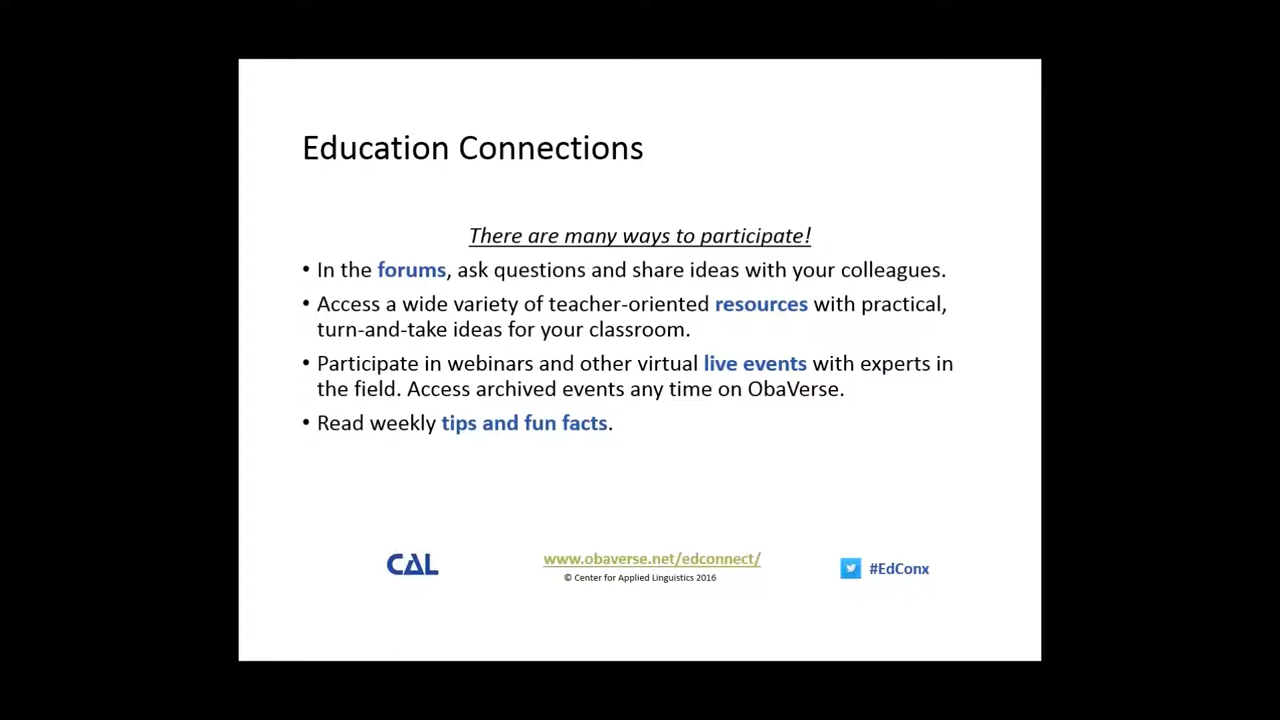 Education Connections
There are many ways to participate!
• In the forums, ask questions and share ideas with your colleagues.
• Access a wide variety of teacher-oriented resources with practical,
turn-and-take ideas for your classroom.
• Participate in webinars and other virtual live events with experts in
the field. Access archived events any time on ObaVerse.
• Read weekly tips and fun facts.
CAL
www.obaverse.net/edconnect/
© Center for Applied Linguistics 2016
#EdConx